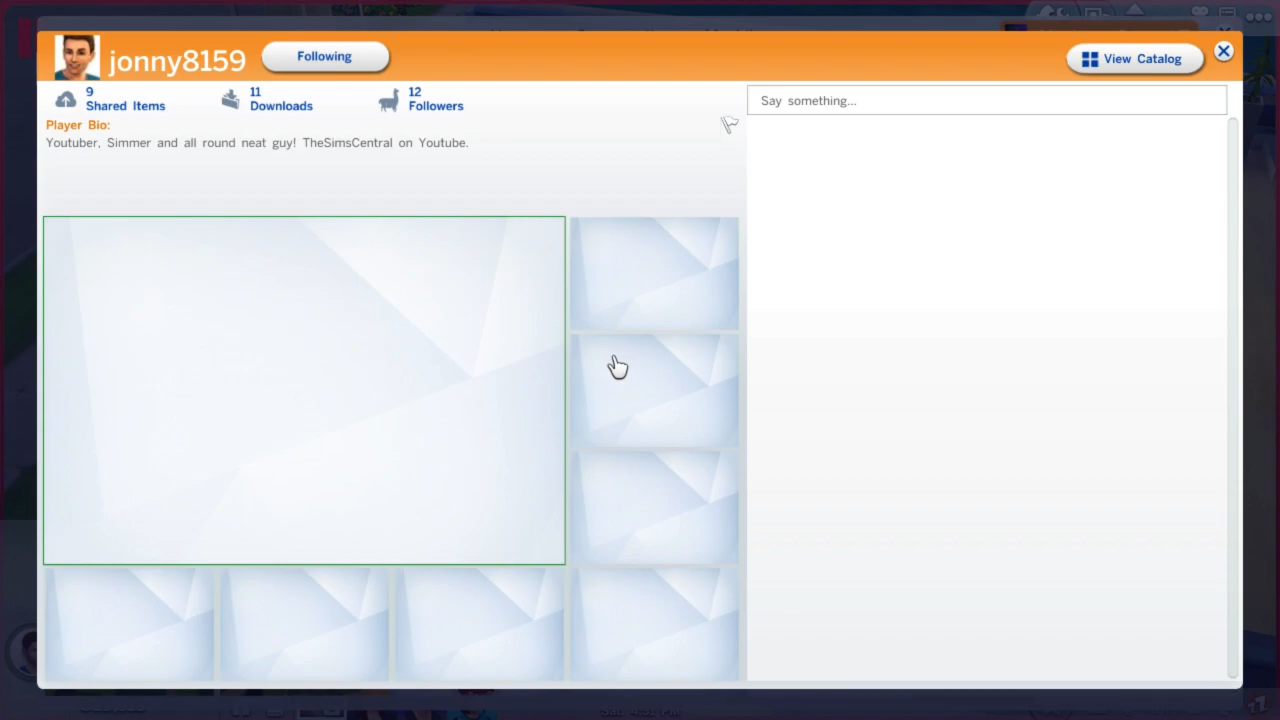 jonny8159
Following
View Catalog
9
Shared Items
11
Downloads
12
Followers
Say something...
Player Bio:
Youtuber, Simmer and all round neat guy! TheSimsCentral on Youtube.